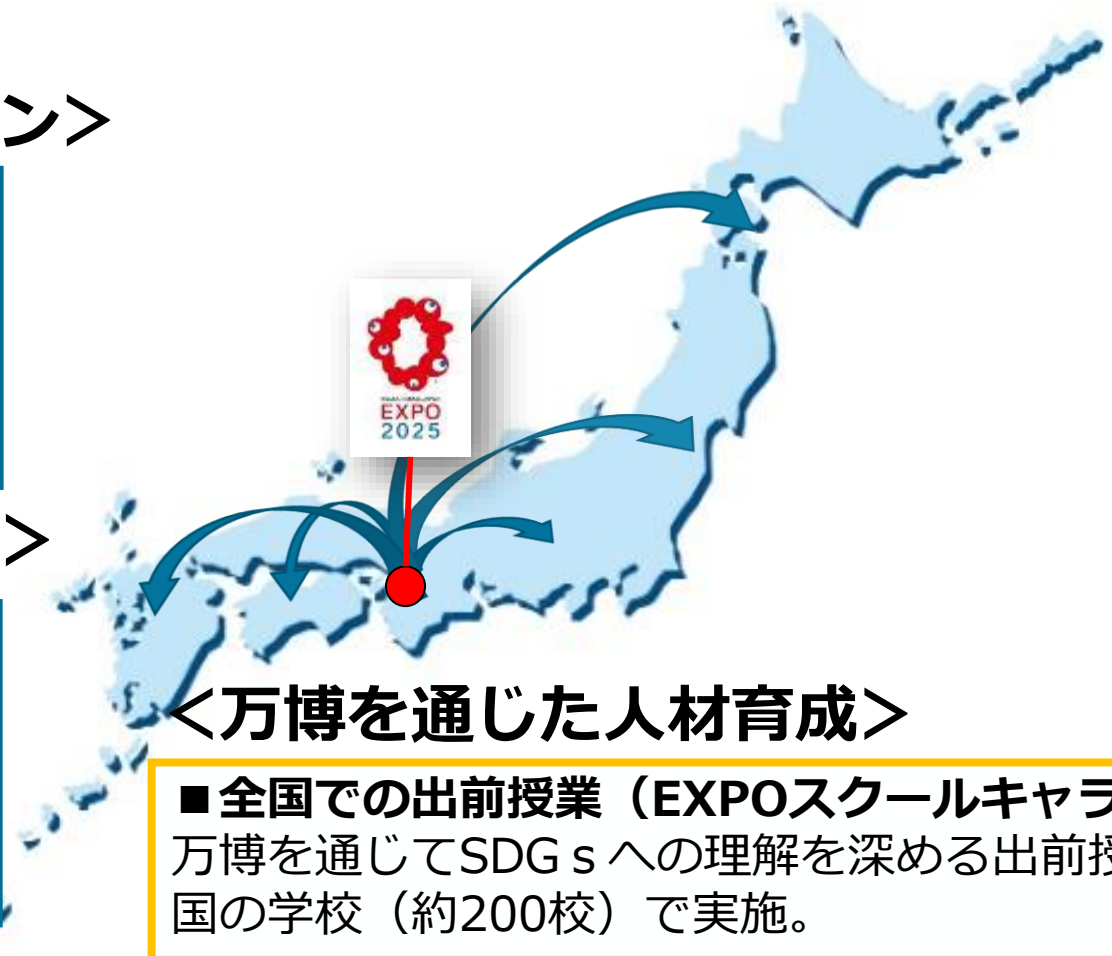 ン>
EXPO
2025
>
<万博を通じた人材育成>
■全国での出前授業（EXPOスクールキャラ
万博を通じてSDGｓへの理解を深める出前授
国の学校（約200校）で実施。